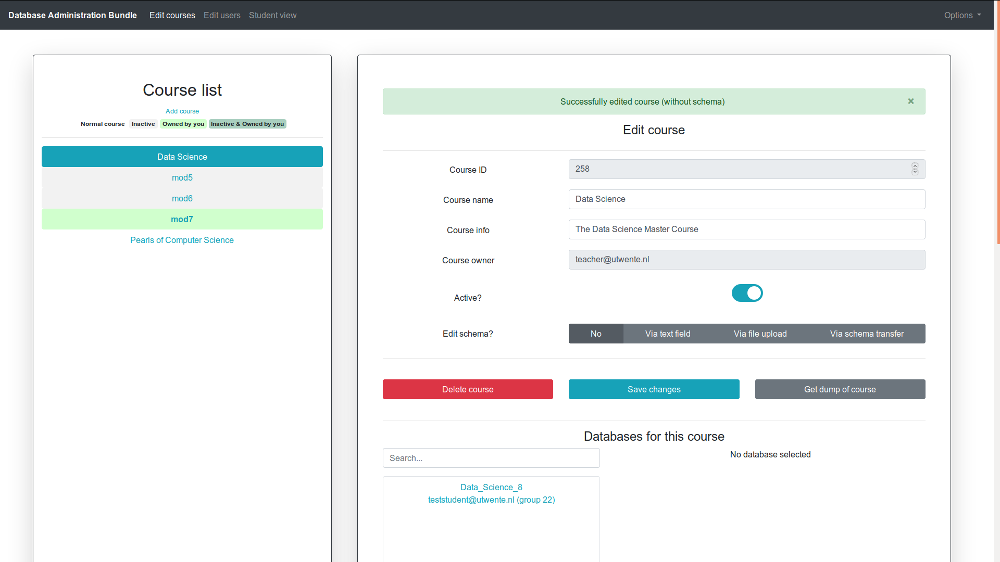 Database Administration Bundle Edit courses Edit users Student view Options
Course list
Add course
Normal course Inactive Owned by you Inactive & Owned by you
Data Science
mod5
mod6
mod7
Pearls of Computer Science
Successfully edited course (without schema) ×
Edit course
Course ID 258
Course name Data Science
Course info The Data Science Master Course
Course owner teacher@utwente.nl
Active?
Edit schema? No Via text field Via file upload Via schema transfer
Delete course Save changes Get dump of course
Databases for this course
Search... No database selected
Data_Science_8
teststudent@utwente.nl (group 22)